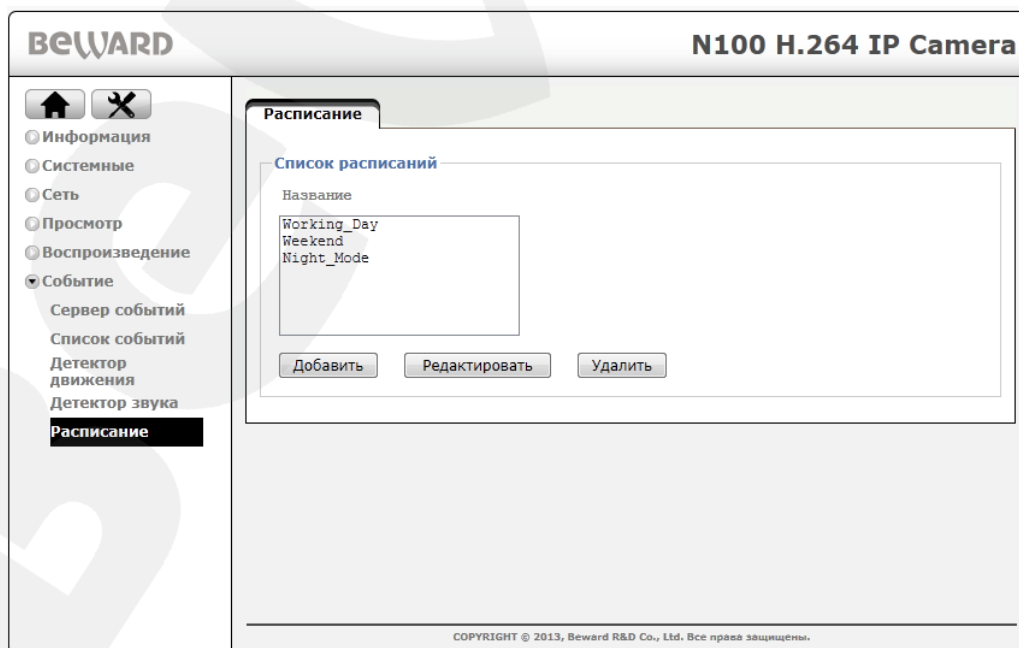 BEWARD
N100 H.264 IP Camera
Информация
Системные
Сеть
Просмотр
Воспроизведение
Событие
Сервер событий
Список событий
Детектор
движения
Детектор звука
Расписание
Расписание
Список расписаний
Название
Working_Day
Weekend
Night_Mode
Добавить
Редактировать
Удалить
COPYRIGHT © 2013, Beward R&D Co., Ltd. Все права защищены.